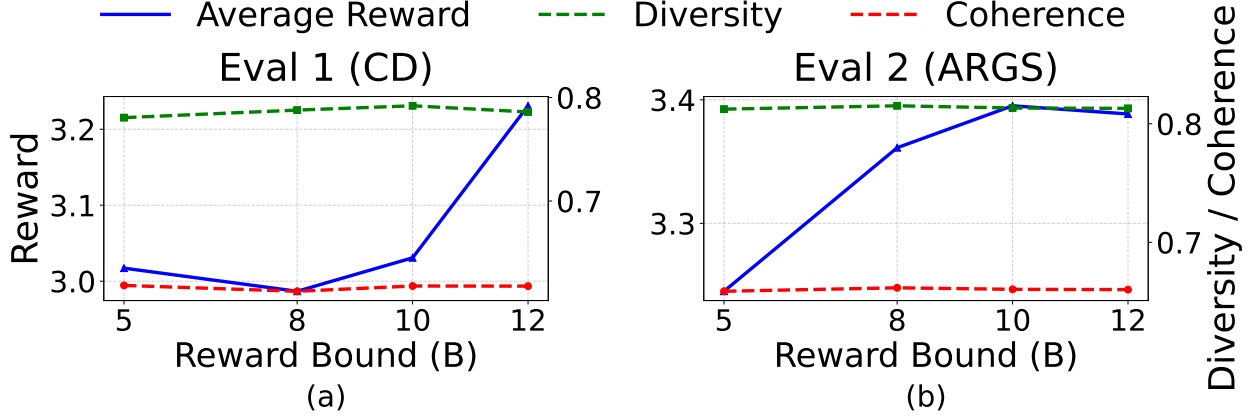 Average Reward Diversity Coherence
Eval 1 (CD)
Eval 2 (ARGS)
Reward
3.2
3.1
3.0
0.8
0.7
5 8 10 12
Reward Bound (B)
(a)
3.4
3.3
0.8
0.7
5 8 10 12
Reward Bound (B)
(b)
Diversity / Coherence